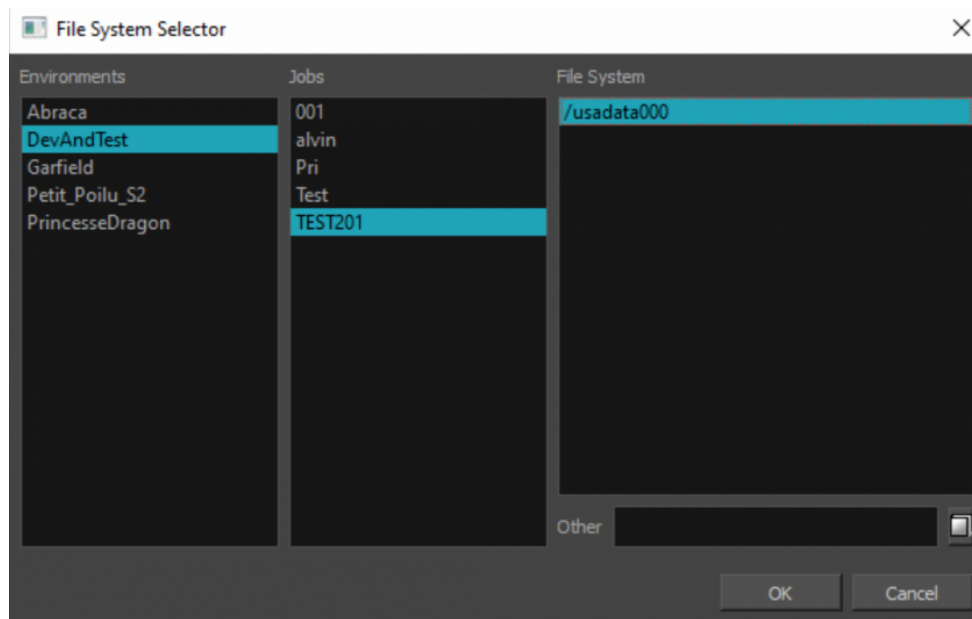 File System Selector
Environments
Jobs
File System
Abraca
DevAndTest
Garfield
Petit_Poilu_S2
PrincesseDragon
001
alvin
Pri
Test
TEST201
/usadata000
Other
OK
Cancel